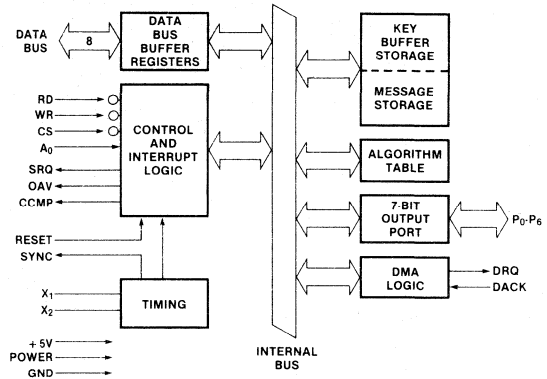 DATA
BUS
8
DATA
BUS
BUFFER
REGISTERS
RD
WR
CS
A0
SRQ
OAV
CCMP
CONTROL
AND
INTERRUPT
LOGIC
RESET
SYNC
X1
X2
TIMING
+ 5V
POWER
GND
INTERNAL
BUS
KEY
BUFFER
STORAGE
MESSAGE
STORAGE
ALGORITHM
TABLE
7-BIT
OUTPUT
PORT
P0-P6
DMA
LOGIC
DRQ
DACK